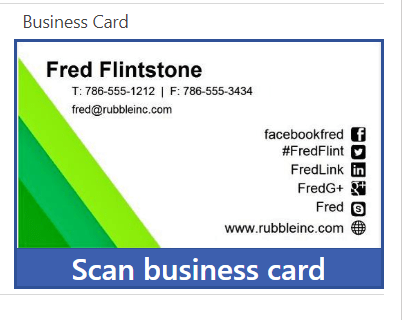 Business Card
Fred Flintstone
T: 786-555-1212 | F: 786-555-3434
fred@rubbleinc.com
facebookfred
#FredFlint
FredLink
FredG+
Fred
www.rubbleinc.com
Scan business card